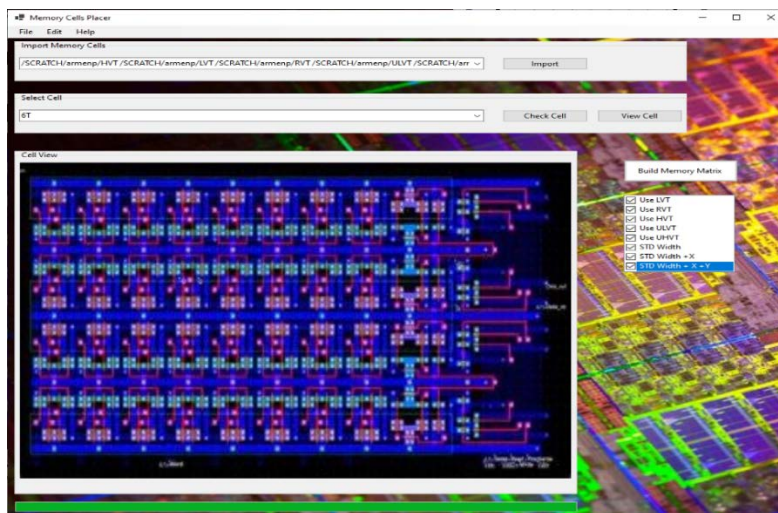 Memory Cells Placer
File Edit Help
Import Memory Cells
/SCRATCH/armenp/HVT /SCRATCH/armenp/LVT /SCRATCH/armenp/RVT /SCRATCH/armenp/ULVT /SCRATCH/arr
Import
Select Cell
6T
Check Cell
View Cell
Cell View
Build Memory Matrix
Use LVT
Use RVT
Use HVT
Use ULVT
Use UHVT
STD Width
STD Width +X
STD Width + X +Y